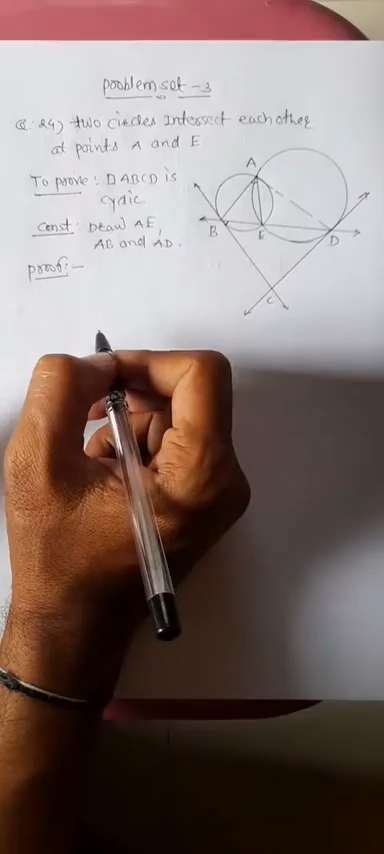 problem set - 3
Q. 24) two circles Intersect each other
at points A and E
To prove : □ ABCD is
cyclic
const: Draw AE,
AB and AD.
proof:-
A
B
E
D
C